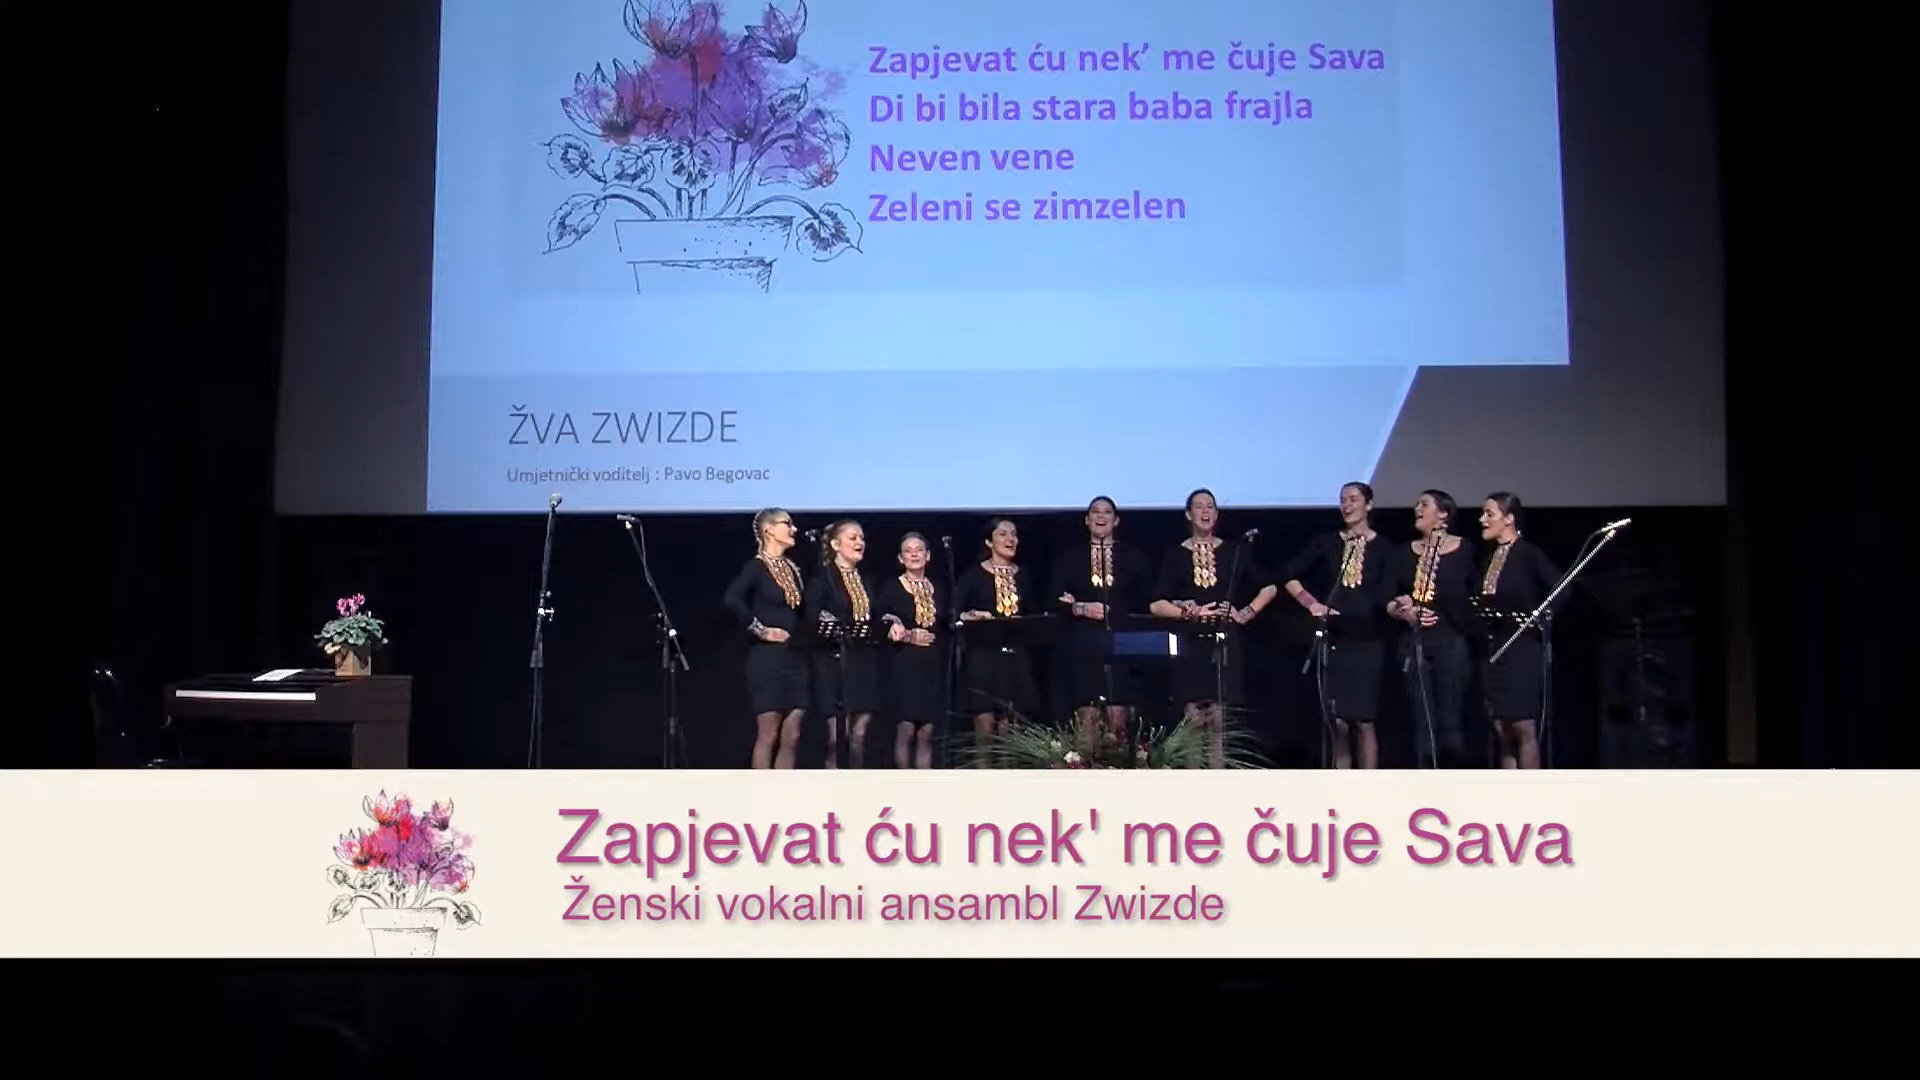 Zapjevat ću nek’ me čuje Sava
Di bi bila stara baba frajla
Neven vene
Zeleni se zimzelen
ŽVA ZWIZDE
Umjetnički voditelj : Pavo Begovac
Zapjevat ću nek' me čuje Sava
Ženski vokalni ansambl Zwizde